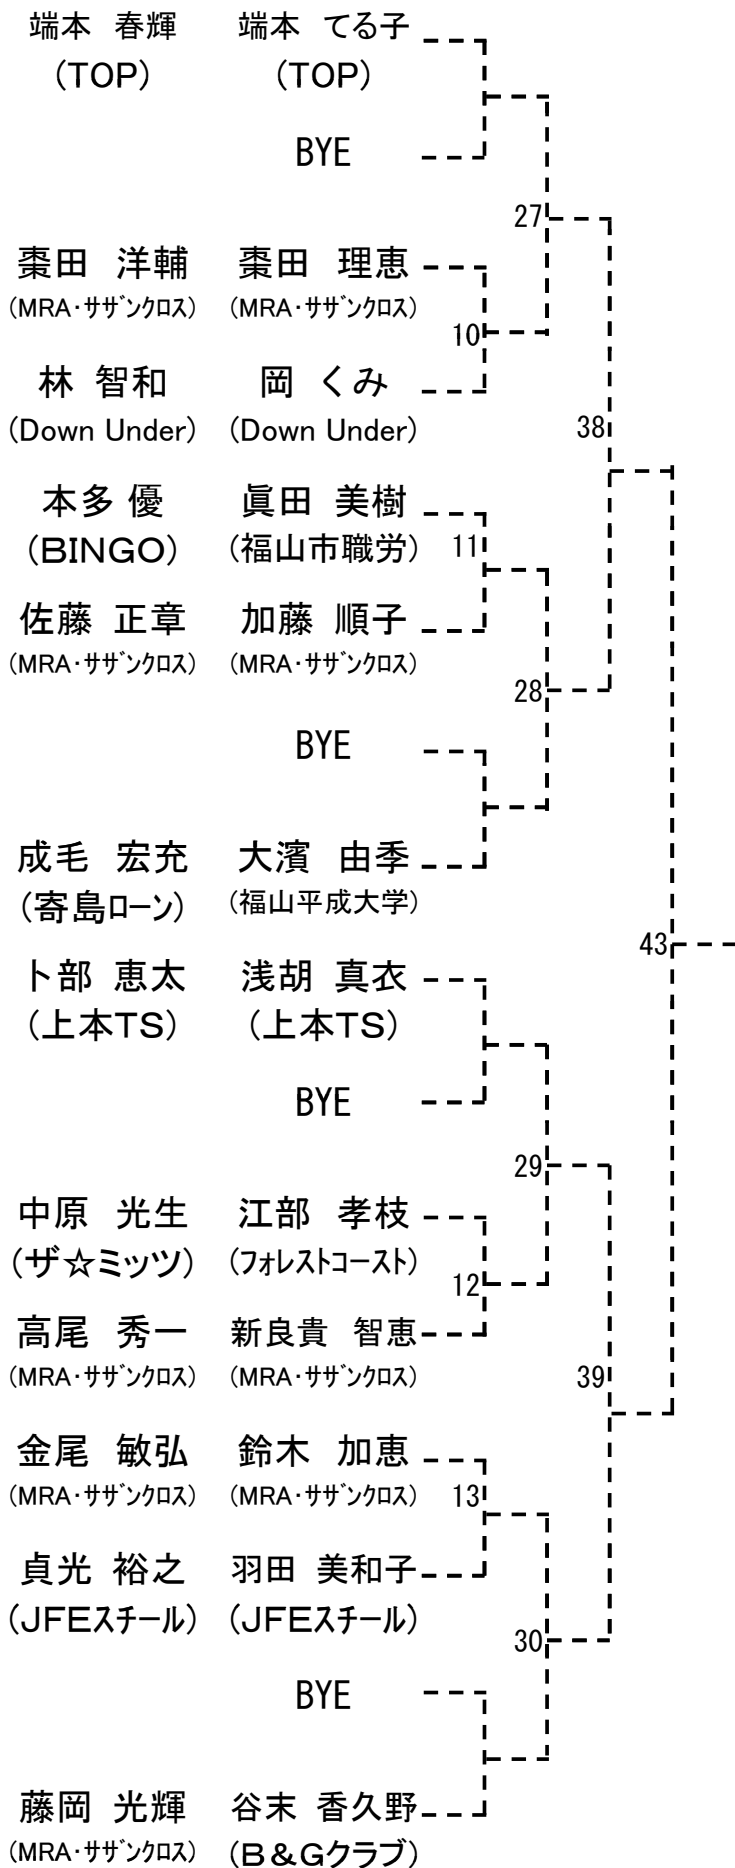 端本 春輝 端本 てる子
(TOP) (TOP)
BYE
27
棗田 洋輔 棗田 理恵
(MRA・ｻｻﾞﾝｸﾛｽ) (MRA・ｻｻﾞﾝｸﾛｽ)
10
林 智和 岡 くみ
(Down Under) (Down Under) 38
本多 優 眞田 美樹
(BINGO) (福山市職労) 11
佐藤 正章 加藤 順子
(MRA・ｻｻﾞﾝｸﾛｽ) (MRA・ｻｻﾞﾝｸﾛｽ)
28
BYE
成毛 宏充 大濱 由季
(寄島ﾛｰﾝ) (福山平成大学)
43
卜部 恵太 浅胡 真衣
(上本TS) (上本TS)
BYE
29
中原 光生 江部 孝枝
(ザ☆ミッツ) (ﾌｫﾚｽﾄｺｰｽﾄ)
12
高尾 秀一 新良貴 智恵
(MRA・ｻｻﾞﾝｸﾛｽ) (MRA・ｻｻﾞﾝｸﾛｽ) 39
金尾 敏弘 鈴木 加恵
(MRA・ｻｻﾞﾝｸﾛｽ) (MRA・ｻｻﾞﾝｸﾛｽ) 13
貞光 裕之 羽田 美和子
(JFEｽﾁｰﾙ) (JFEｽﾁｰﾙ)
30
BYE
藤岡 光輝 谷末 香久野
(MRA・ｻｻﾞﾝｸﾛｽ) (B&Gクラブ)